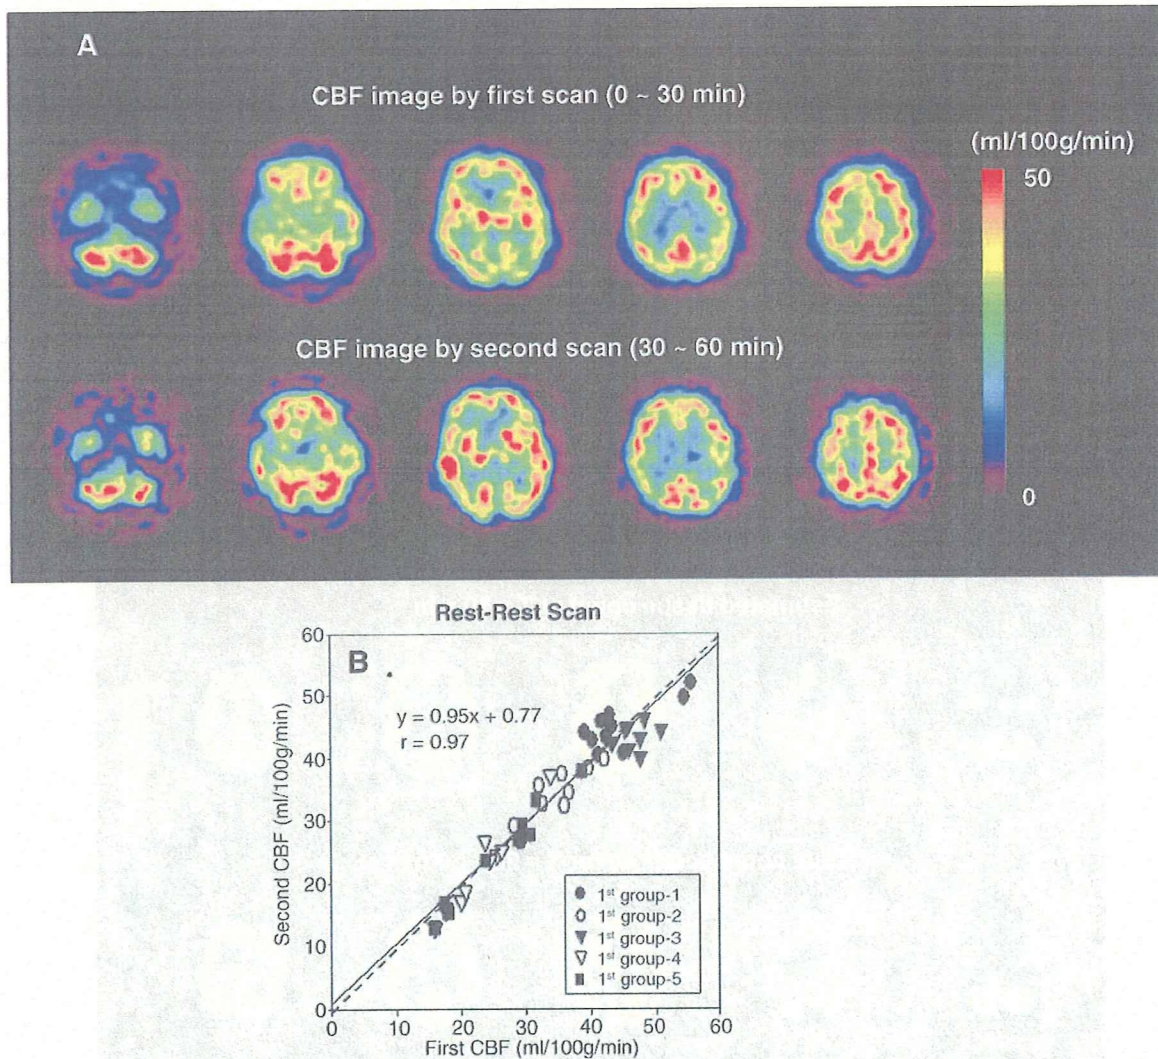 A
CBF image by first scan (0 ~ 30 min)
(ml/100g/min)
50
CBF image by second scan (30 ~ 60 min)
0
Rest-Rest Scan
B
y = 0.95x + 0.77
r = 0.97
Second CBF (ml/100g/min)
60
50
40
30
20
10
0
1st group-1
1st group-2
1st group-3
1st group-4
1st group-5
0 10 20 30 40 50 60
First CBF (ml/100g/min)